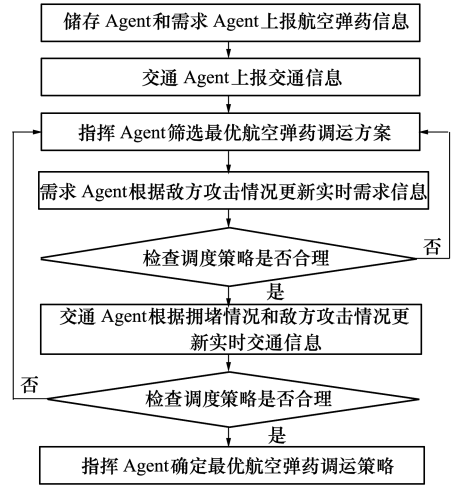 储存 Agent和需求 Agent上报航空弹药信息
交通 Agent上报交通信息
指挥 Agent筛选最优航空弹药调运方案
需求 Agent根据敌方攻击情况更新实时需求信息
检查调度策略是否合理
否
是
交通 Agent根据拥堵情况和敌方攻击情况更
新实时交通信息
否
检查调度策略是否合理
是
指挥 Agent确定最优航空弹药调运策略